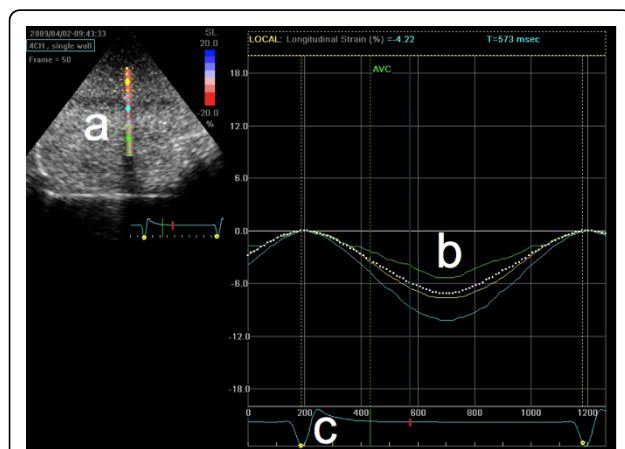 2009/04/02-09:43:33
4CH, single wall
Frame = 50
SL
20.0
-20.0
%
a
LOCAL: Longitudinal Strain (%) =-4.22 T=573 msec
AVC
18.0
12.0
6.0
0.0
-6.0
-12.0
-18.0
b
0 200 400 600 800 1000 1200
c